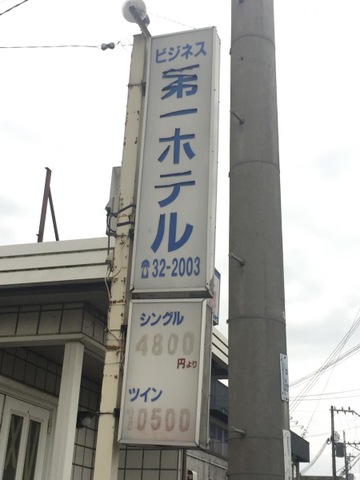 ビジネス
第一ホテル
☎32-2003
シングル
4800
円より
ツイン
10500